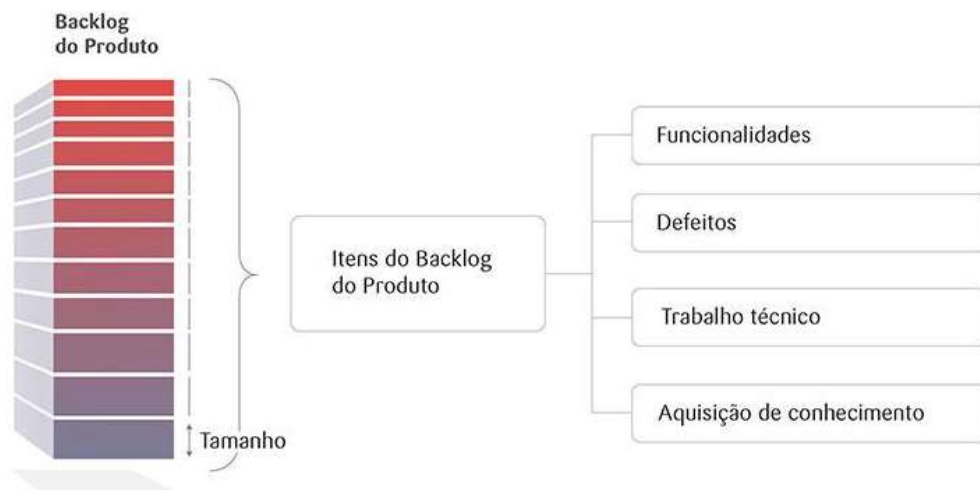 Backlog
do Produto
Tamanho
Itens do Backlog
do Produto
Funcionalidades
Defeitos
Trabalho técnico
Aquisição de conhecimento